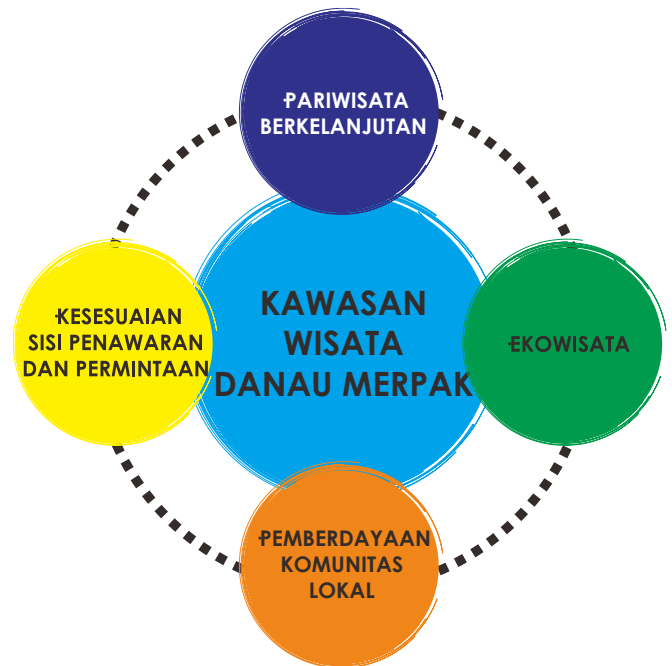 PARIWISATA
BERKELANJUTAN
KESESUAIAN
SISI PENAWARAN
DAN PERMINTAAN
KAWASAN
WISATA
DANAU MERPAK
EKOWISATA
PEMBERDAYAAN
KOMUNITAS
LOKAL